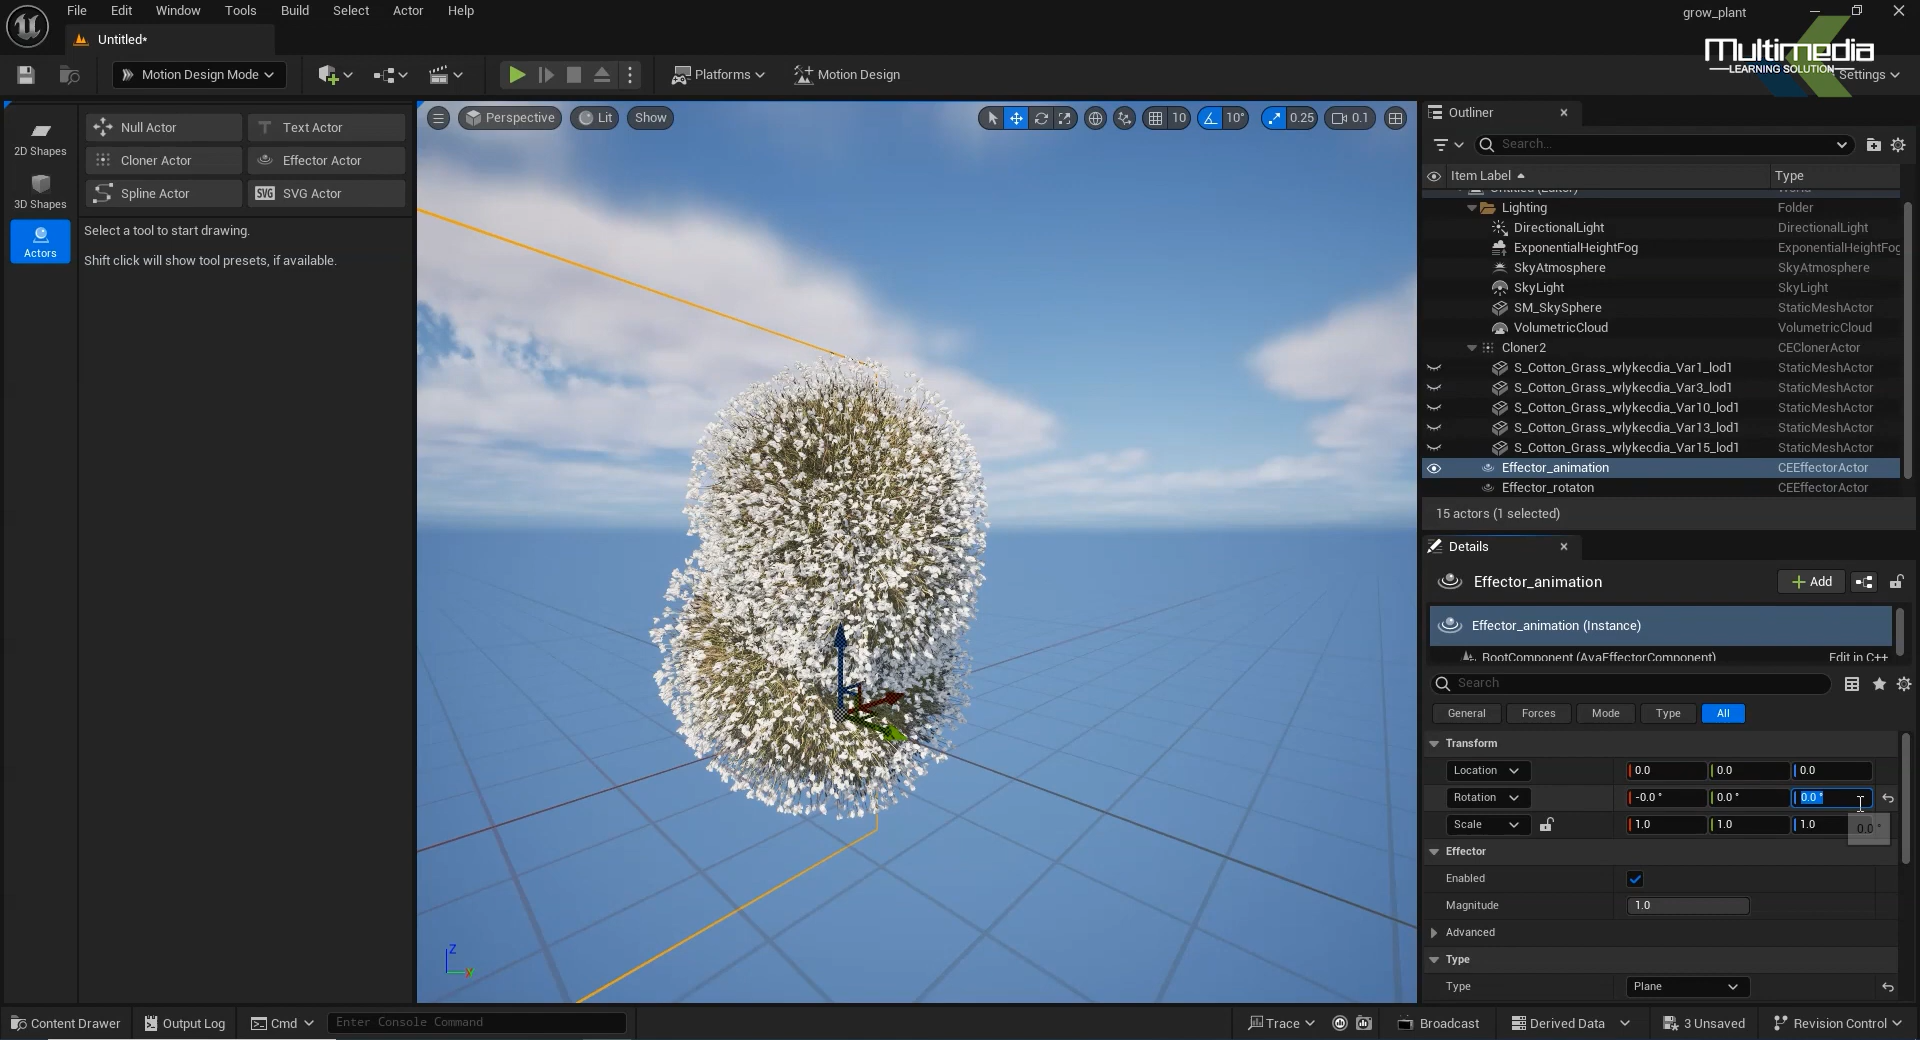 File Edit Window Tools Build Select Actor Help
grow_plant
Untitled*
Multimedia
LEARNING SOLUTION
Motion Design Mode
Platforms
Motion Design
Settings
2D Shapes
3D Shapes
Actors
Null Actor
Text Actor
Cloner Actor
Effector Actor
Spline Actor
SVG SVG Actor
Select a tool to start drawing.
Shift click will show tool presets, if available.
Perspective Lit Show
10 10° 0.25 0.1
Z
Y
Outliner
Search...
Item Label Type
Untitled (Editor) World
Lighting Folder
DirectionalLight DirectionalLight
ExponentialHeightFog ExponentialHeightFog
SkyAtmosphere SkyAtmosphere
SkyLight SkyLight
SM_SkySphere StaticMeshActor
VolumetricCloud VolumetricCloud
Cloner2 CEClonerActor
S_Cotton_Grass_wlykecdia_Var1_lod1 StaticMeshActor
S_Cotton_Grass_wlykecdia_Var3_lod1 StaticMeshActor
S_Cotton_Grass_wlykecdia_Var10_lod1 StaticMeshActor
S_Cotton_Grass_wlykecdia_Var13_lod1 StaticMeshActor
S_Cotton_Grass_wlykecdia_Var15_lod1 StaticMeshActor
Effector_animation CEEffectorActor
Effector_rotaton CEEffectorActor
15 actors (1 selected)
Details
Effector_animation
Add
Effector_animation (Instance)
RootComponent (AvaEffectorComponent) Edit in C++
Search
General Forces Mode Type All
Transform
Location 0.0 0.0 0.0
Rotation -0.0 ° 0.0 ° 0.0 °
Scale 1.0 1.0 1.0
0.0 °
Effector
Enabled
Magnitude 1.0
Advanced
Type
Type Plane
Content Drawer Output Log Cmd Enter Console Command
Trace Broadcast Derived Data 3 Unsaved Revision Control